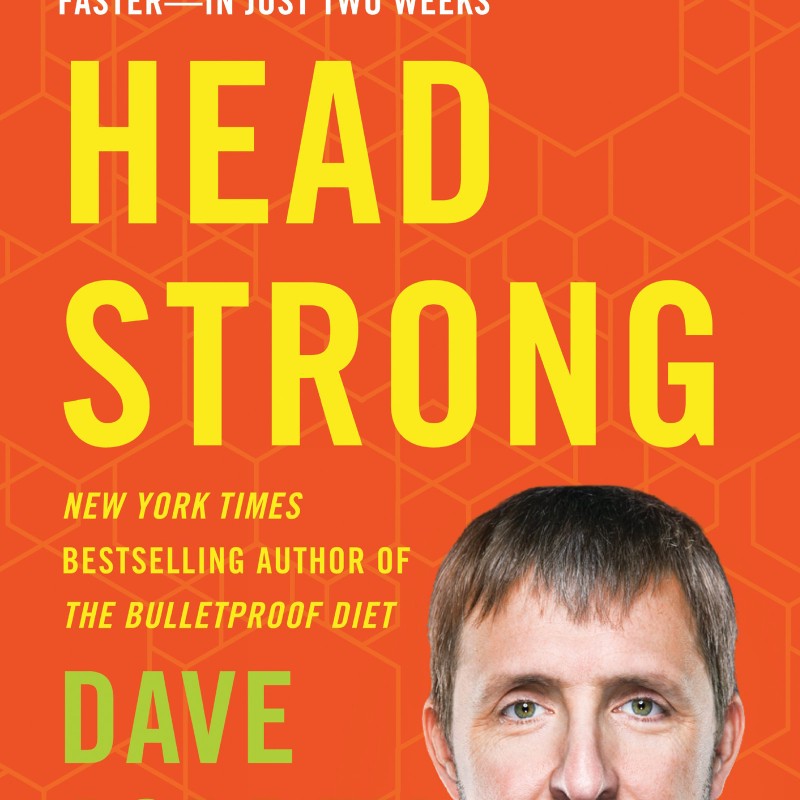 FASTER—IN JUST TWO WEEKS
HEAD
STRONG
NEW YORK TIMES
BESTSELLING AUTHOR OF
THE BULLETPROOF DIET
DAVE